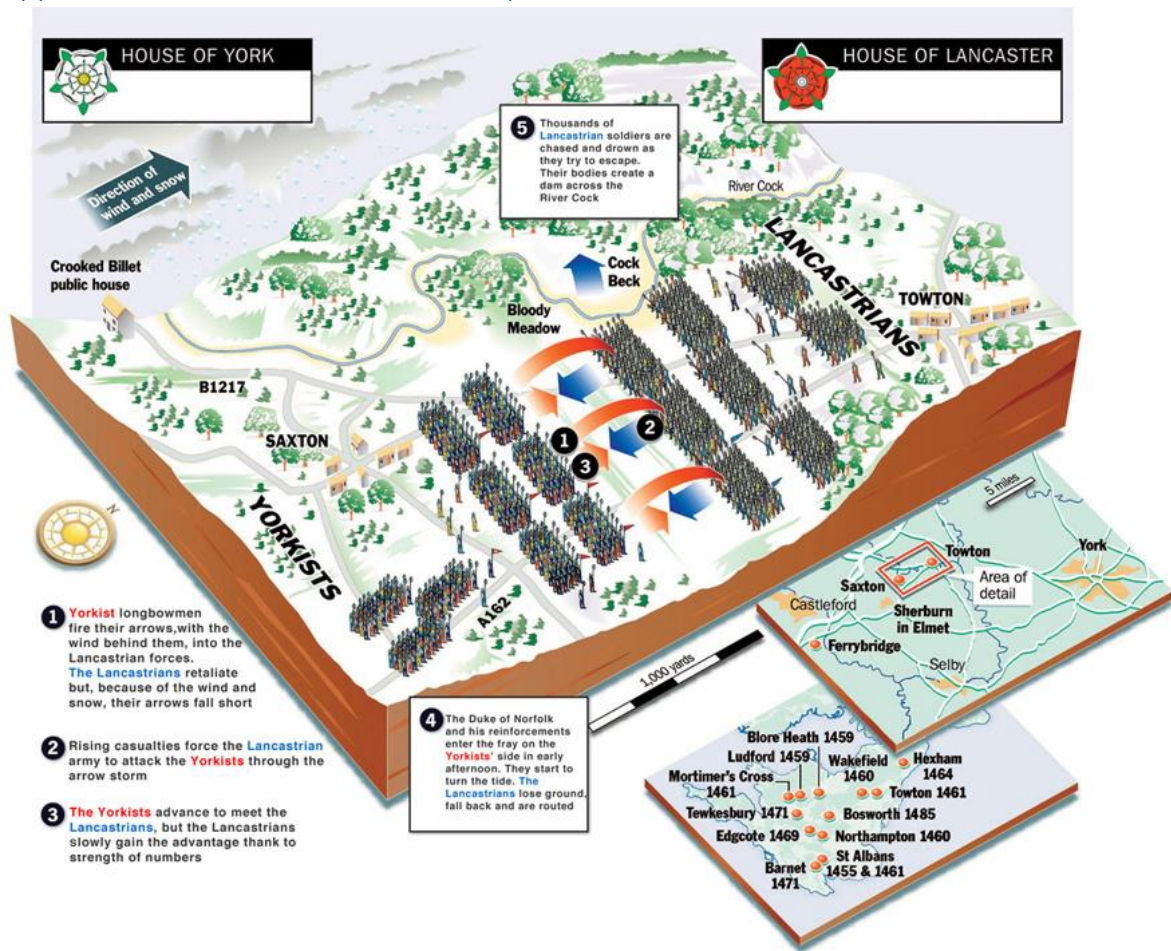 HOUSE OF YORK
HOUSE OF LANCASTER
5
Thousands of
Lancastrian soldiers are
chased and drown as
they try to escape.
Their bodies create a
dam across the
River Cock
Direction of
wind and snow
River Cock
Crooked Billet
public house
LANCASTRIANS
Cock
Beck
TOWTON
Bloody
Meadow
B1217
SAXTON
1
2
3
YORKISTS
A162
N
5 miles
Towton
York
Saxton
Area of
detail
Castleford
Sherburn
in Elmet
Ferrybridge
Selby
1,000 yards
1
Yorkist longbowmen
fire their arrows,with the
wind behind them, into the
Lancastrian forces.
The Lancastrians retaliate
but, because of the wind and
snow, their arrows fall short
2
Rising casualties force the Lancastrian
army to attack the Yorkists through the
arrow storm
3
The Yorkists advance to meet the
Lancastrians, but the Lancastrians
slowly gain the advantage thank to
strength of numbers
4
The Duke of Norfolk
and his reinforcements
enter the fray on the
Yorkists' side in early
afternoon. They start to
turn the tide. The
Lancastrians lose ground,
fall back and are routed
Blore Heath 1459
Ludford 1459
Wakefield
1460
Hexham
1464
Mortimer's Cross
1461
Towton 1461
Tewkesbury 1471
Bosworth 1485
Edgcote 1469
Northampton 1460
St Albans
1455 & 1461
Barnet
1471